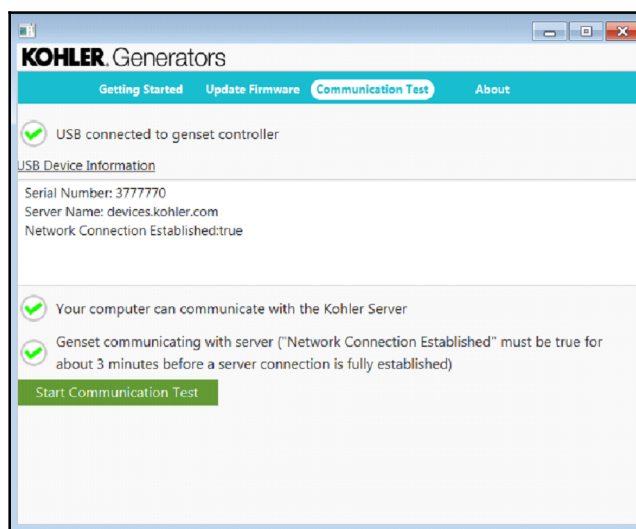 KOHLER. Generators
Getting Started Update Firmware Communication Test About
USB connected to genset controller
USB Device Information
Serial Number: 3777770
Server Name: devices.kohler.com
Network Connection Established:true
Your computer can communicate with the Kohler Server
Genset communicating with server ("Network Connection Established" must be true for
about 3 minutes before a server connection is fully established)
Start Communication Test